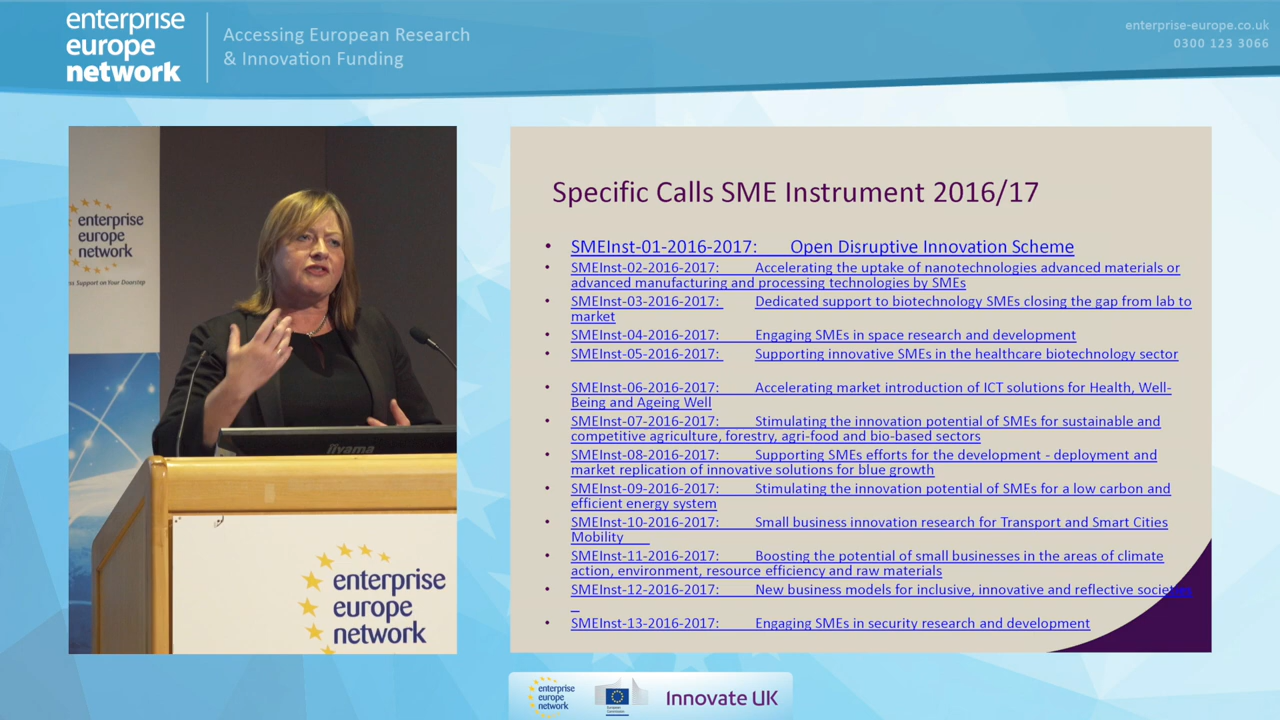 enterprise
europe
network
Accessing European Research
& Innovation Funding
enterprise-europe.co.uk
0300 123 3066
enterprise
europe
network
Support on Your Doorstep
iiyama
enterprise
europe
network
Specific Calls SME Instrument 2016/17
• SMEInst-01-2016-2017: Open Disruptive Innovation Scheme
• SMEInst-02-2016-2017: Accelerating the uptake of nanotechnologies advanced materials or
advanced manufacturing and processing technologies by SMEs
• SMEInst-03-2016-2017: Dedicated support to biotechnology SMEs closing the gap from lab to
market
• SMEInst-04-2016-2017: Engaging SMEs in space research and development
• SMEInst-05-2016-2017: Supporting innovative SMEs in the healthcare biotechnology sector
• SMEInst-06-2016-2017: Accelerating market introduction of ICT solutions for Health, Well-
Being and Ageing Well
• SMEInst-07-2016-2017: Stimulating the innovation potential of SMEs for sustainable and
competitive agriculture, forestry, agri-food and bio-based sectors
• SMEInst-08-2016-2017: Supporting SMEs efforts for the development - deployment and
market replication of innovative solutions for blue growth
• SMEInst-09-2016-2017: Stimulating the innovation potential of SMEs for a low carbon and
efficient energy system
• SMEInst-10-2016-2017: Small business innovation research for Transport and Smart Cities
Mobility
• SMEInst-11-2016-2017: Boosting the potential of small businesses in the areas of climate
action, environment, resource efficiency and raw materials
• SMEInst-12-2016-2017: New business models for inclusive, innovative and reflective societies
• SMEInst-13-2016-2017: Engaging SMEs in security research and development
enterprise
europe
network
European
Commission
Innovate UK